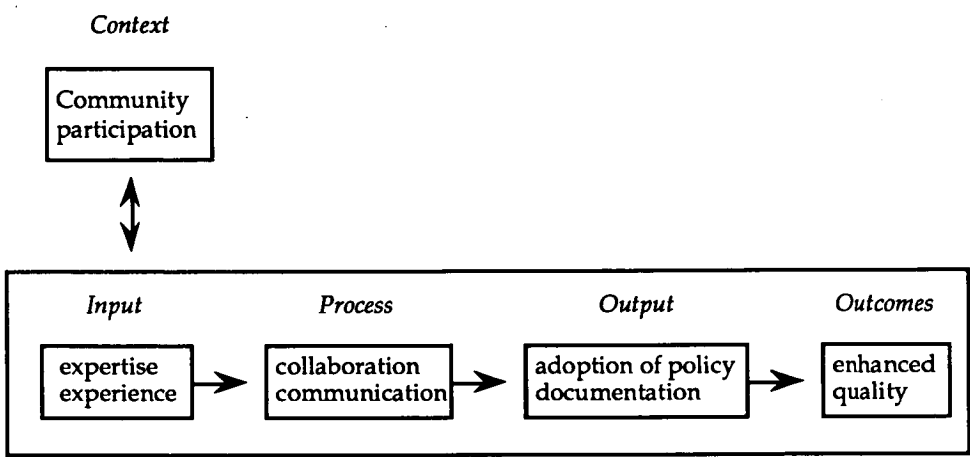 Context
Community
participation
Input
Process
Output
Outcomes
expertise
experience
collaboration
communication
adoption of policy
documentation
enhanced
quality